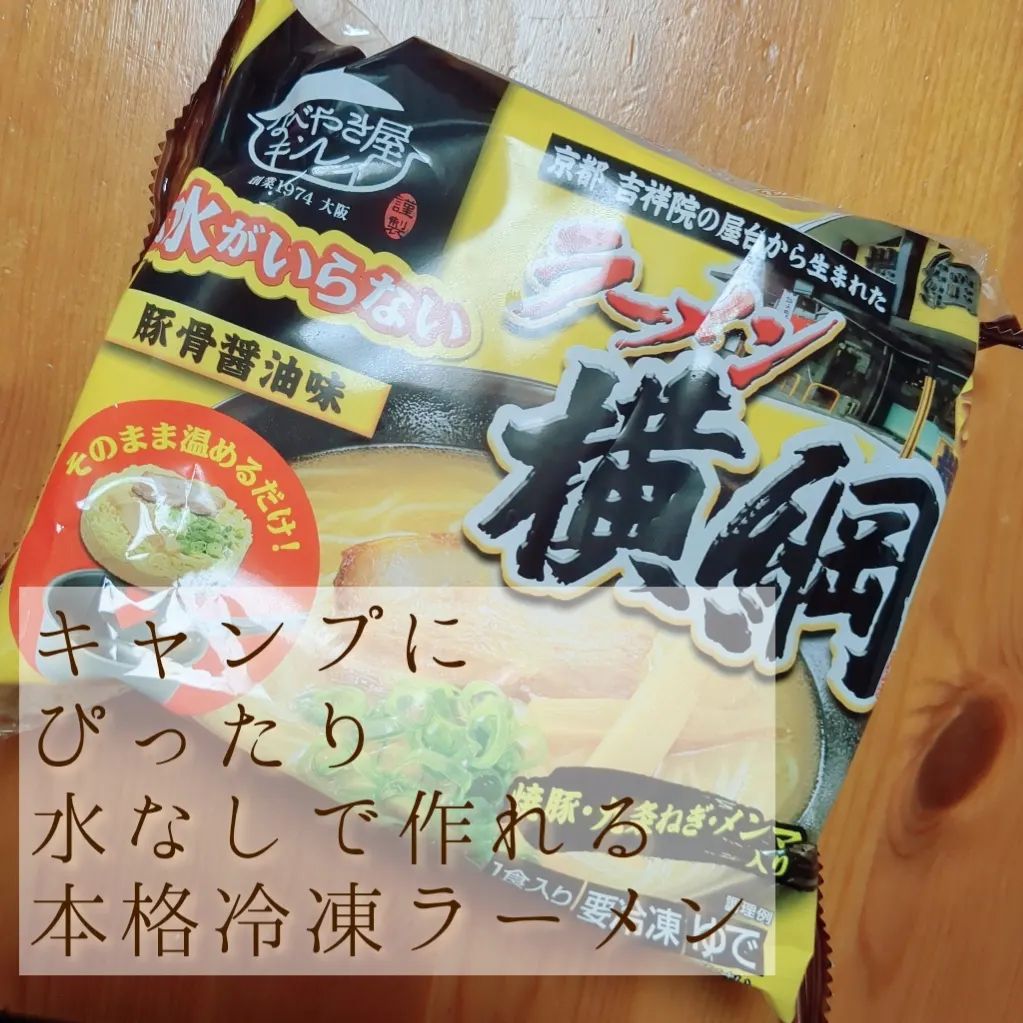 なべやき屋
キンレイ
創業1974 大阪
謹製
水がいらない
豚骨醤油味
そのまま温めるだけ!
京都 吉祥院の屋台から生まれた
ラーメン
横綱
焼豚・九条ねぎ・メンマ
入り
1食入り 要冷凍 ゆで
調理例
キャンプに
ぴったり
水なしで作れる
本格冷凍ラーメン